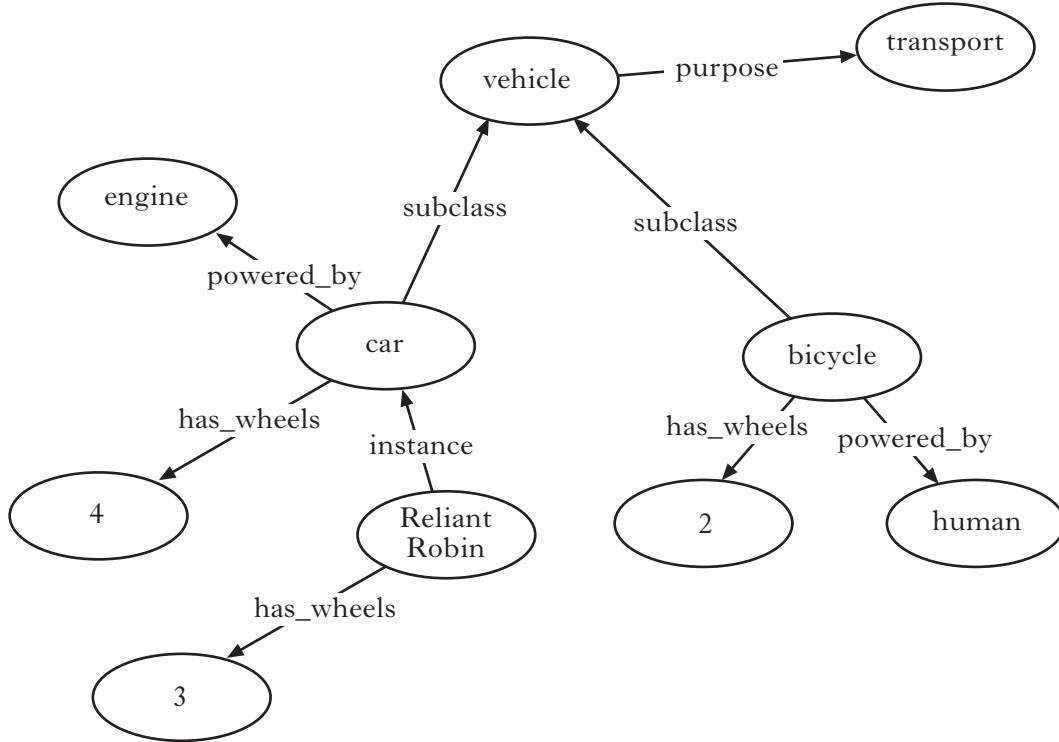 transport
purpose
vehicle
engine
subclass
subclass
powered_by
car
bicycle
has_wheels
instance
has_wheels
powered_by
4
Reliant
Robin
2
human
has_wheels
3